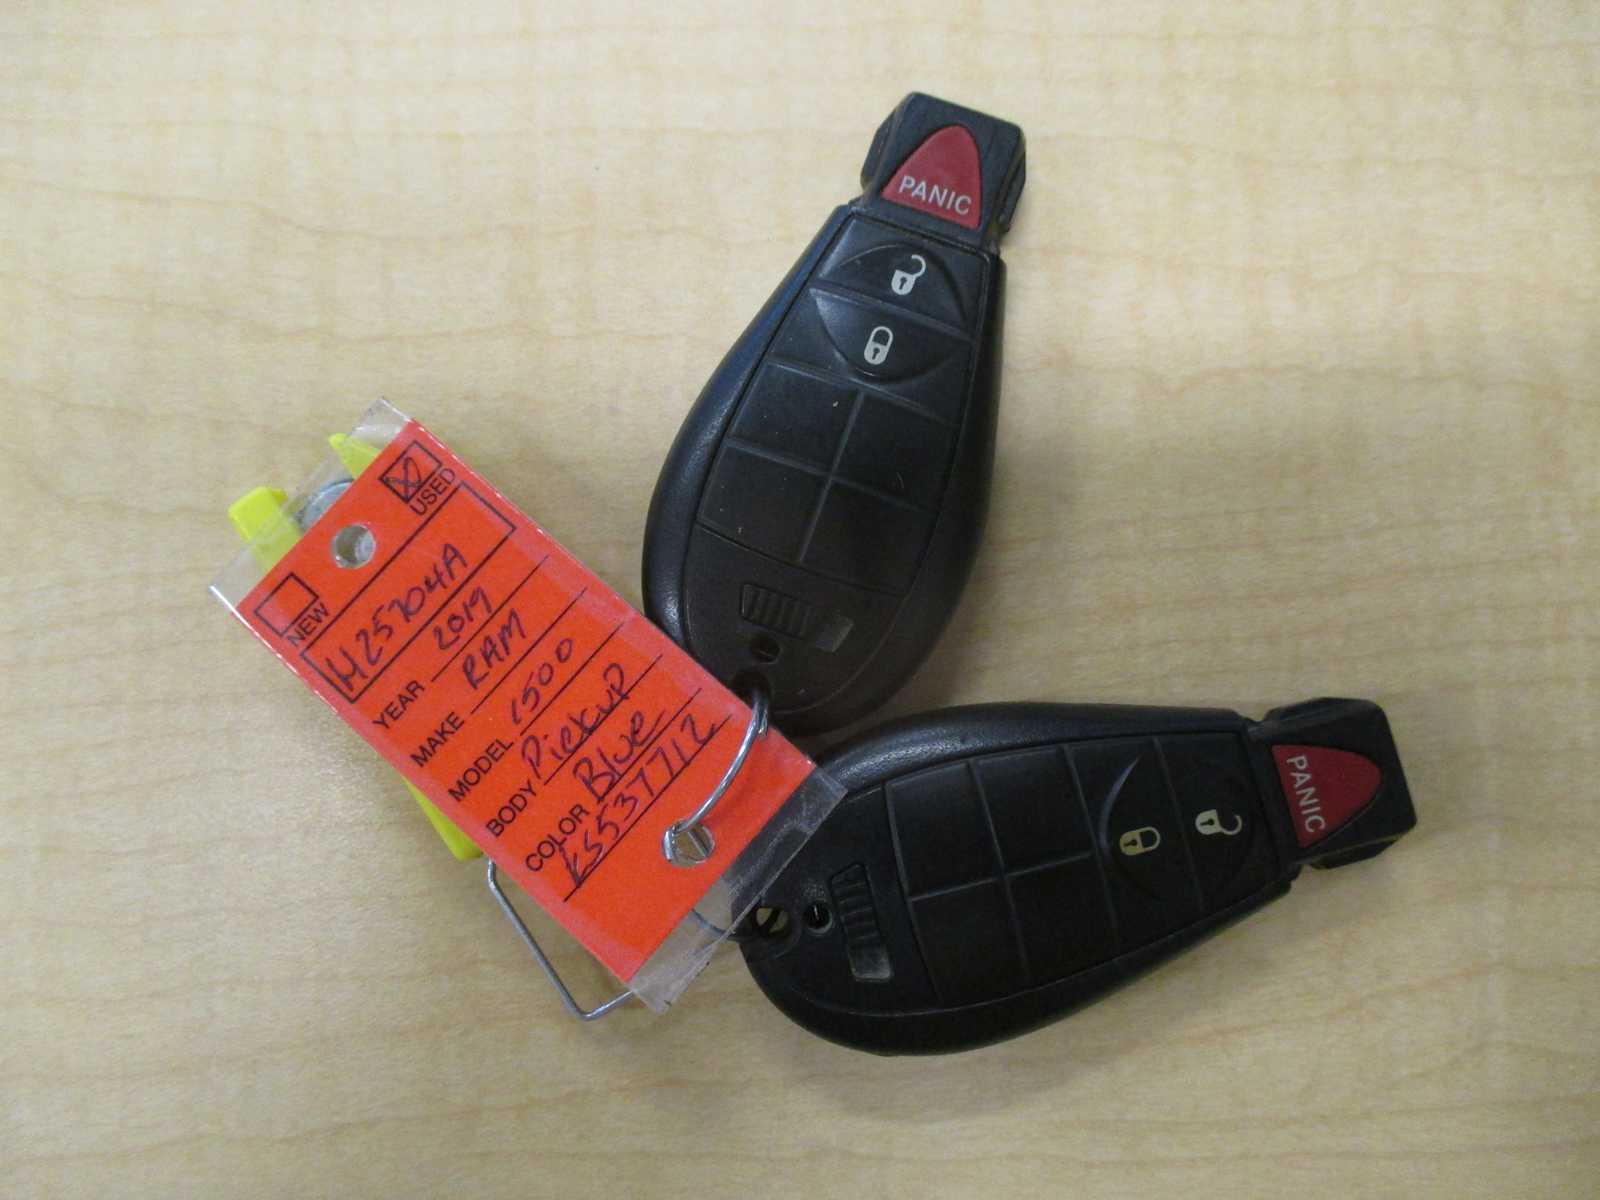 USED
NEW
H25704A
YEAR 2019
MAKE RAM
MODEL 1500
BODY Pickup
COLOR Blue
KS537712
PANIC
PANIC